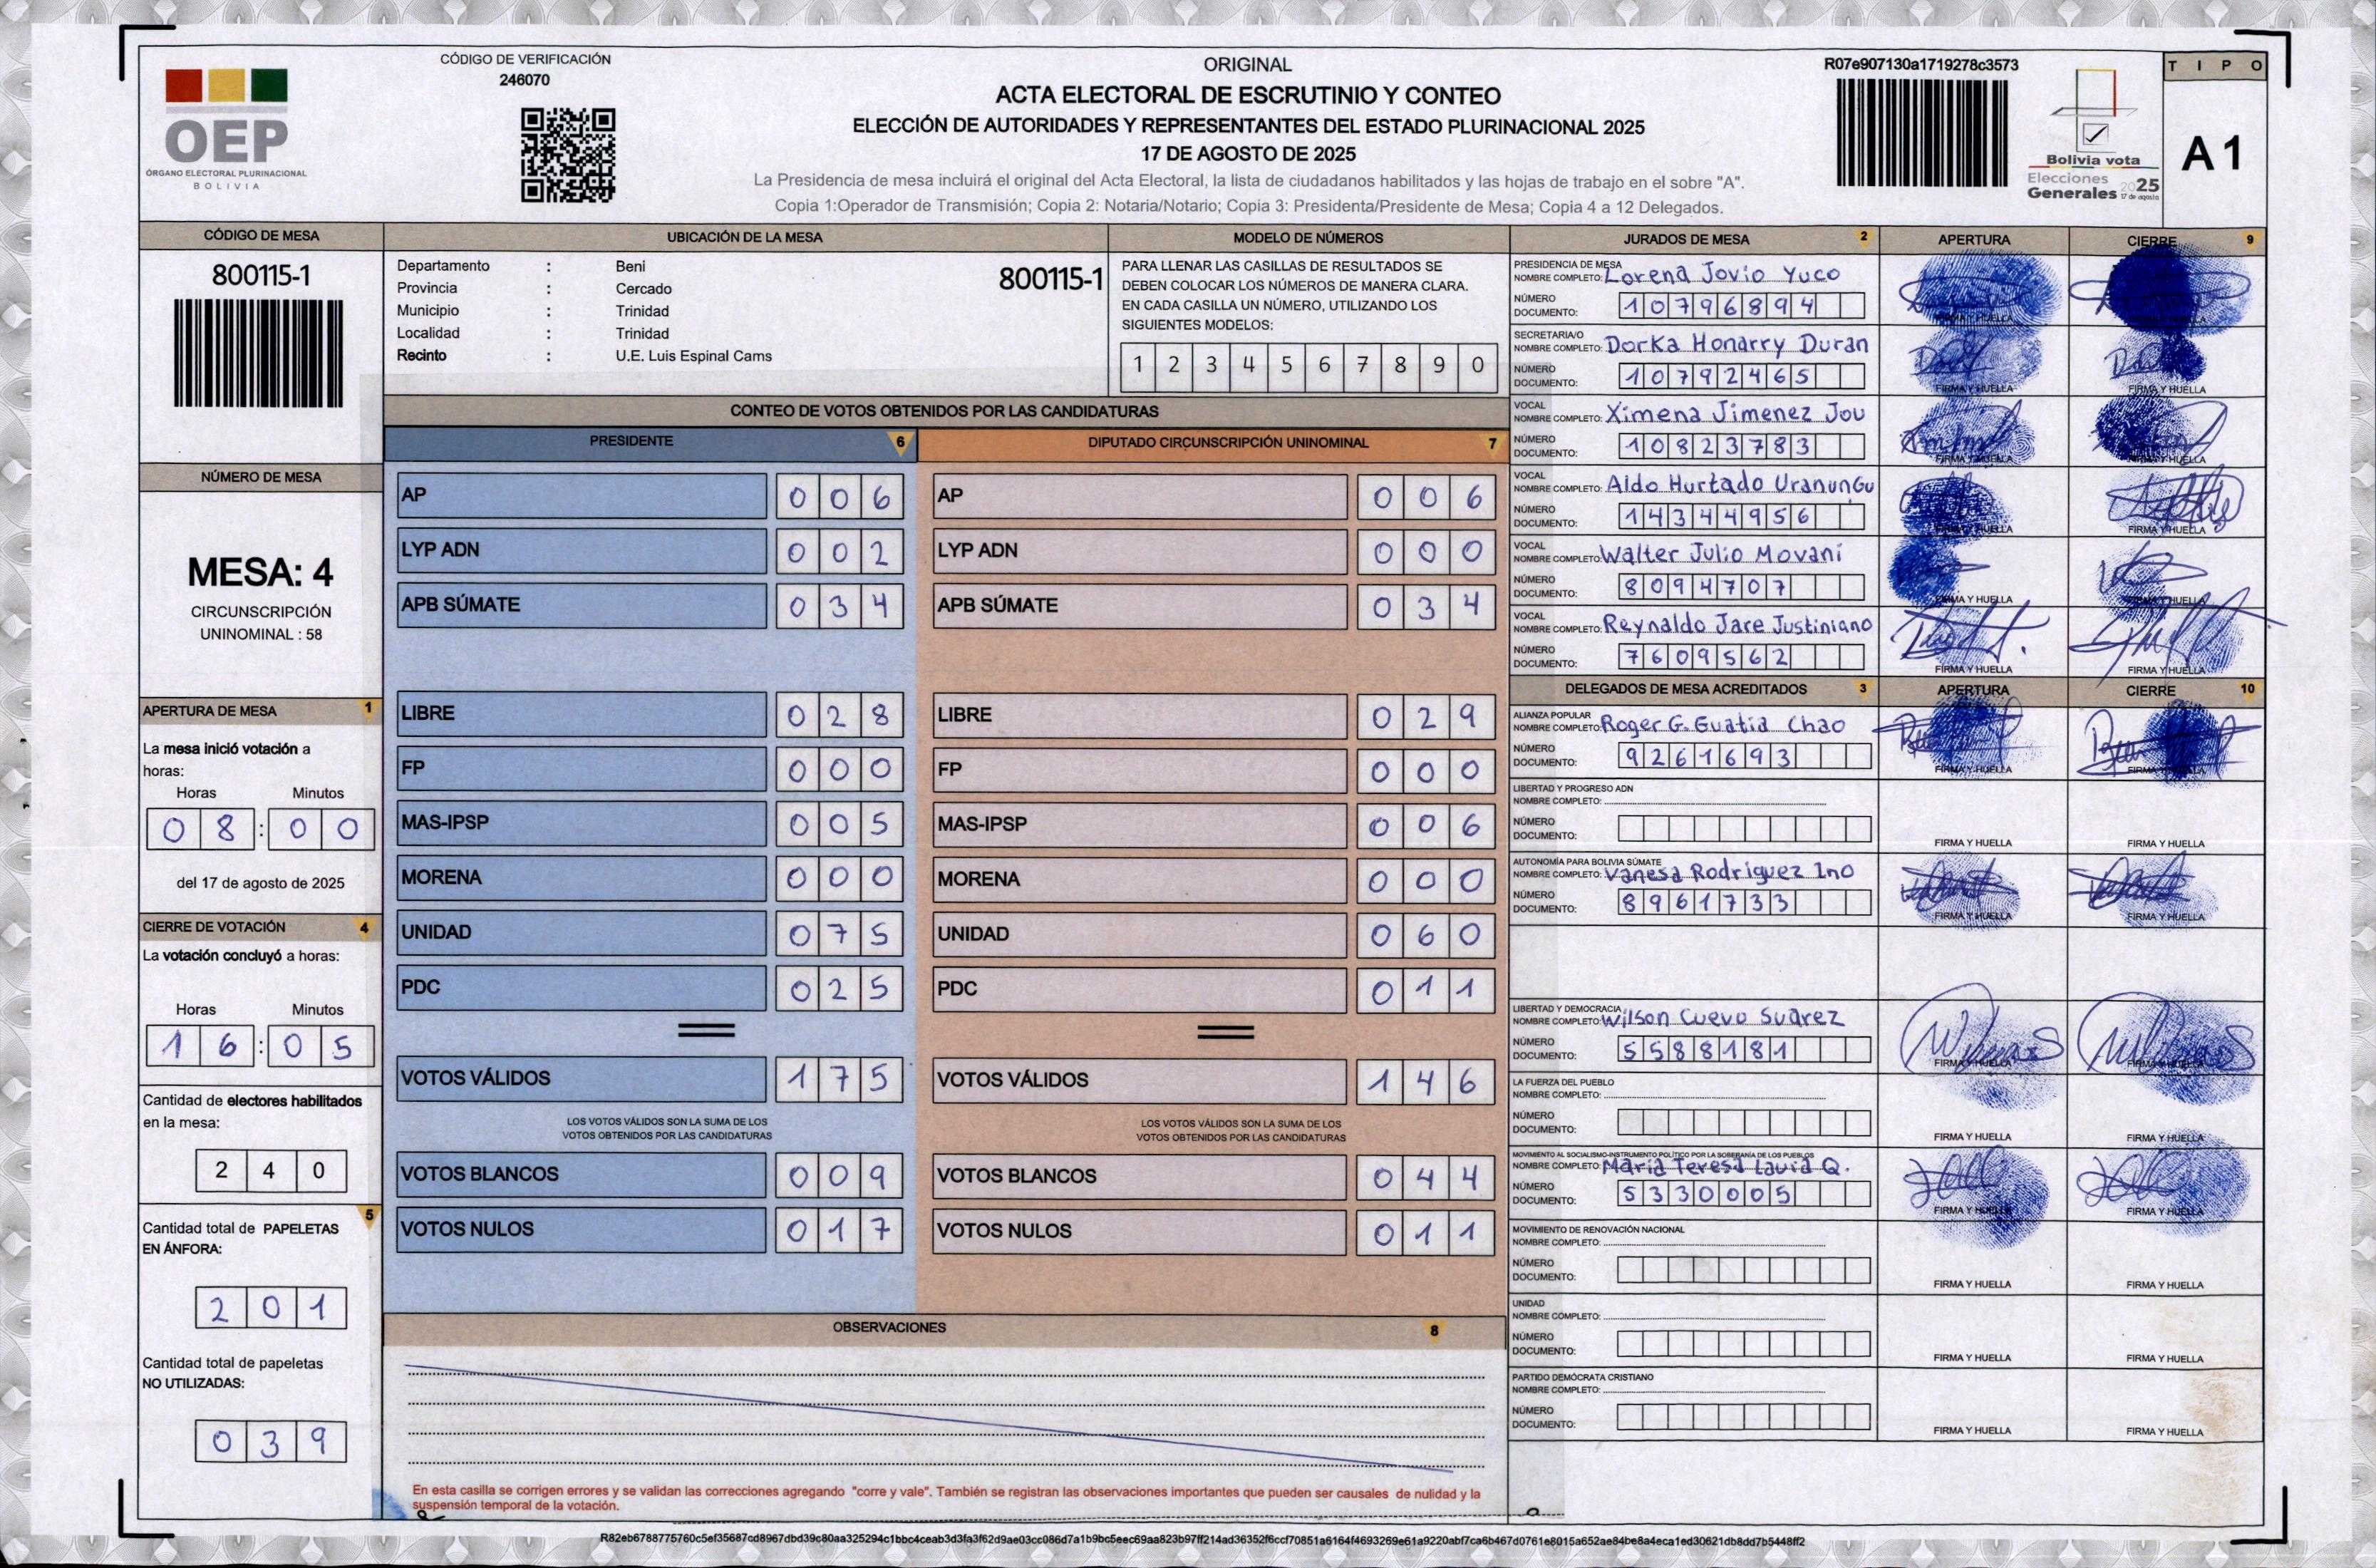 CÓDIGO DE VERIFICACIÓN
246070
OEP
ÓRGANO ELECTORAL PLURINACIONAL
BOLIVIA
ORIGINAL
ACTA ELECTORAL DE ESCRUTINIO Y CONTEO
ELECCIÓN DE AUTORIDADES Y REPRESENTANTES DEL ESTADO PLURINACIONAL 2025
17 DE AGOSTO DE 2025
La Presidencia de mesa incluirá el original del Acta Electoral, la lista de ciudadanos habilitados y las hojas de trabajo en el sobre "A".
Copia 1:Operador de Transmisión; Copia 2: Notaria/Notario; Copia 3: Presidenta/Presidente de Mesa; Copia 4 a 12 Delegados.
R07e907130a1719278c3573
Bolivia vota
Elecciones
Generales 2025
17 de agosto
TIPO
A 1
CÓDIGO DE MESA
800115-1
NÚMERO DE MESA
MESA: 4
CIRCUNSCRIPCIÓN
UNINOMINAL : 58
APERTURA DE MESA 1
La mesa inició votación a
horas:
Horas Minutos
08:00
del 17 de agosto de 2025
CIERRE DE VOTACIÓN 4
La votación concluyó a horas:
Horas Minutos
16:05
Cantidad de electores habilitados
en la mesa:
240
5
Cantidad total de PAPELETAS
EN ÁNFORA:
201
Cantidad total de papeletas
NO UTILIZADAS:
039
UBICACIÓN DE LA MESA
Departamento : Beni
800115-1
Provincia : Cercado
Municipio : Trinidad
Localidad : Trinidad
Recinto : U.E. Luis Espinal Cams
MODELO DE NÚMEROS
PARA LLENAR LAS CASILLAS DE RESULTADOS SE
DEBEN COLOCAR LOS NÚMEROS DE MANERA CLARA.
EN CADA CASILLA UN NÚMERO, UTILIZANDO LOS
SIGUIENTES MODELOS:
1 2 3 4 5 6 7 8 9 0
CONTEO DE VOTOS OBTENIDOS POR LAS CANDIDATURAS
PRESIDENTE 6
AP 006
LYP ADN 002
APB SÚMATE 034
LIBRE 028
FP 000
MAS-IPSP 005
MORENA 000
UNIDAD 075
PDC 025
VOTOS VÁLIDOS 175
LOS VOTOS VÁLIDOS SON LA SUMA DE LOS
VOTOS OBTENIDOS POR LAS CANDIDATURAS
VOTOS BLANCOS 009
VOTOS NULOS 017
DIPUTADO CIRCUNSCRIPCIÓN UNINOMINAL 7
AP 006
LYP ADN 000
APB SÚMATE 034
LIBRE 029
FP 000
MAS-IPSP 006
MORENA 000
UNIDAD 060
PDC 011
VOTOS VÁLIDOS 146
LOS VOTOS VÁLIDOS SON LA SUMA DE LOS
VOTOS OBTENIDOS POR LAS CANDIDATURAS
VOTOS BLANCOS 044
VOTOS NULOS 011
OBSERVACIONES 8
En esta casilla se corrigen errores y se validan las correcciones agregando "corre y vale". También se registran las observaciones importantes que pueden ser causales de nulidad y la
suspensión temporal de la votación.
JURADOS DE MESA 2 APERTURA CIERRE 9
PRESIDENCIA DE MESA
NOMBRE COMPLETO: Lorena Jovio Yuco
NÚMERO
DOCUMENTO: 10796894
SECRETARIA/O
NOMBRE COMPLETO: Dorka Honarry Duran
NÚMERO
DOCUMENTO: 10792465
FIRMA Y HUELLA FIRMA Y HUELLA
VOCAL
NOMBRE COMPLETO: Ximena Jimenez Jou
NÚMERO
DOCUMENTO: 10823783
FIRMA Y HUELLA FIRMA Y HUELLA
VOCAL
NOMBRE COMPLETO: Aldo Hurtado Uranungu
NÚMERO
DOCUMENTO: 14344956
FIRMA Y HUELLA FIRMA Y HUELLA
VOCAL
NOMBRE COMPLETO: Walter Julio Movani
NÚMERO
DOCUMENTO: 8094707
FIRMA Y HUELLA FIRMA Y HUELLA
VOCAL
NOMBRE COMPLETO: Reynaldo Jare Justiniano
NÚMERO
DOCUMENTO: 7609562
FIRMA Y HUELLA FIRMA Y HUELLA
DELEGADOS DE MESA ACREDITADOS 3 APERTURA CIERRE 10
ALIANZA POPULAR
NOMBRE COMPLETO: Roger G. Guatia Chao
NÚMERO
DOCUMENTO: 9261693
FIRMA Y HUELLA FIRMA Y HUELLA
LIBERTAD Y PROGRESO ADN
NOMBRE COMPLETO:
NÚMERO
DOCUMENTO:
FIRMA Y HUELLA FIRMA Y HUELLA
AUTONOMÍA PARA BOLIVIA SÚMATE
NOMBRE COMPLETO: Vanesa Rodriguez Ino
NÚMERO
DOCUMENTO: 8961733
FIRMA Y HUELLA FIRMA Y HUELLA
LIBERTAD Y DEMOCRACIA
NOMBRE COMPLETO: Wilson Cuevo Suarez
NÚMERO
DOCUMENTO: 5588181
FIRMA Y HUELLA FIRMA Y HUELLA
LA FUERZA DEL PUEBLO
NOMBRE COMPLETO:
NÚMERO
DOCUMENTO:
FIRMA Y HUELLA FIRMA Y HUELLA
MOVIMIENTO AL SOCIALISMO-INSTRUMENTO POLÍTICO POR LA SOBERANÍA DE LOS PUEBLOS
NOMBRE COMPLETO: Maria Teresa Lauia Q.
NÚMERO
DOCUMENTO: 5330005
FIRMA Y HUELLA FIRMA Y HUELLA
MOVIMIENTO DE RENOVACIÓN NACIONAL
NOMBRE COMPLETO:
NÚMERO
DOCUMENTO:
FIRMA Y HUELLA FIRMA Y HUELLA
UNIDAD
NOMBRE COMPLETO:
NÚMERO
DOCUMENTO:
FIRMA Y HUELLA FIRMA Y HUELLA
PARTIDO DEMÓCRATA CRISTIANO
NOMBRE COMPLETO:
NÚMERO
DOCUMENTO:
FIRMA Y HUELLA FIRMA Y HUELLA